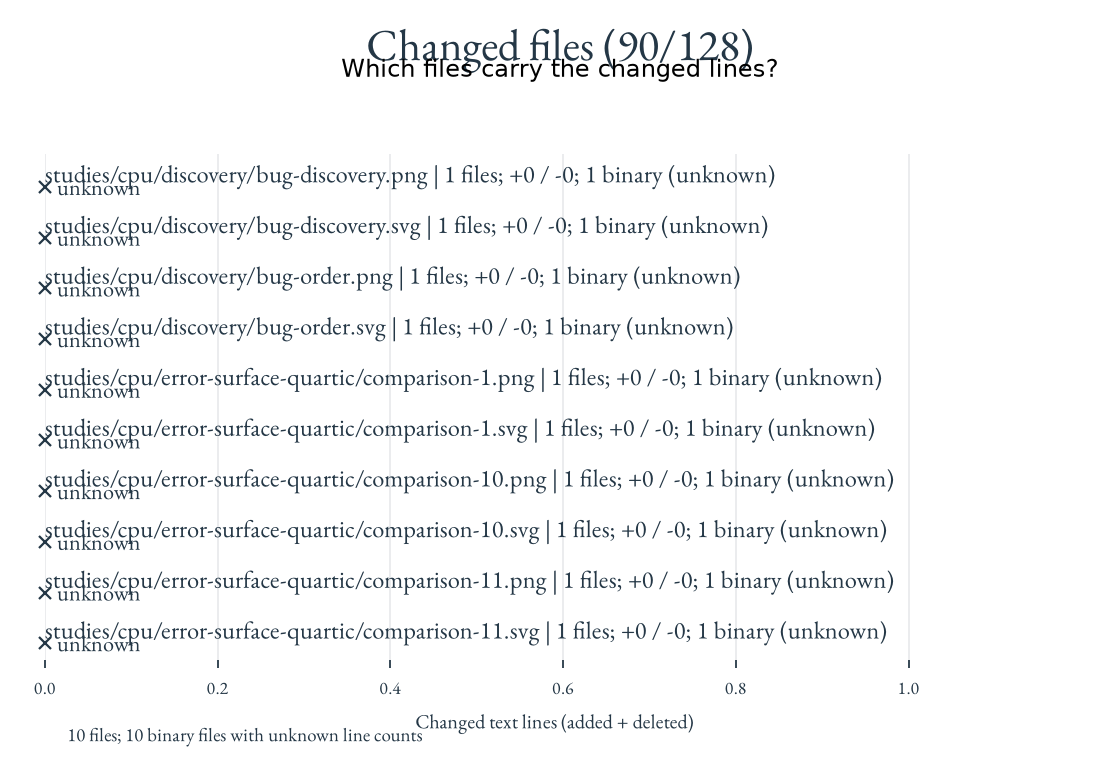 Changed files (90/128)
Which files carry the changed lines?
studies/cpu/discovery/bug-discovery.png | 1 files; +0 / -0; 1 binary (unknown)
unknown
studies/cpu/discovery/bug-discovery.svg | 1 files; +0 / -0; 1 binary (unknown)
unknown
studies/cpu/discovery/bug-order.png | 1 files; +0 / -0; 1 binary (unknown)
unknown
studies/cpu/discovery/bug-order.svg | 1 files; +0 / -0; 1 binary (unknown)
unknown
studies/cpu/error-surface-quartic/comparison-1.png | 1 files; +0 / -0; 1 binary (unknown)
unknown
studies/cpu/error-surface-quartic/comparison-1.svg | 1 files; +0 / -0; 1 binary (unknown)
unknown
studies/cpu/error-surface-quartic/comparison-10.png | 1 files; +0 / -0; 1 binary (unknown)
unknown
studies/cpu/error-surface-quartic/comparison-10.svg | 1 files; +0 / -0; 1 binary (unknown)
unknown
studies/cpu/error-surface-quartic/comparison-11.png | 1 files; +0 / -0; 1 binary (unknown)
unknown
studies/cpu/error-surface-quartic/comparison-11.svg | 1 files; +0 / -0; 1 binary (unknown)
unknown
0.0 0.2 0.4 0.6 0.8 1.0
Changed text lines (added + deleted)
10 files; 10 binary files with unknown line counts